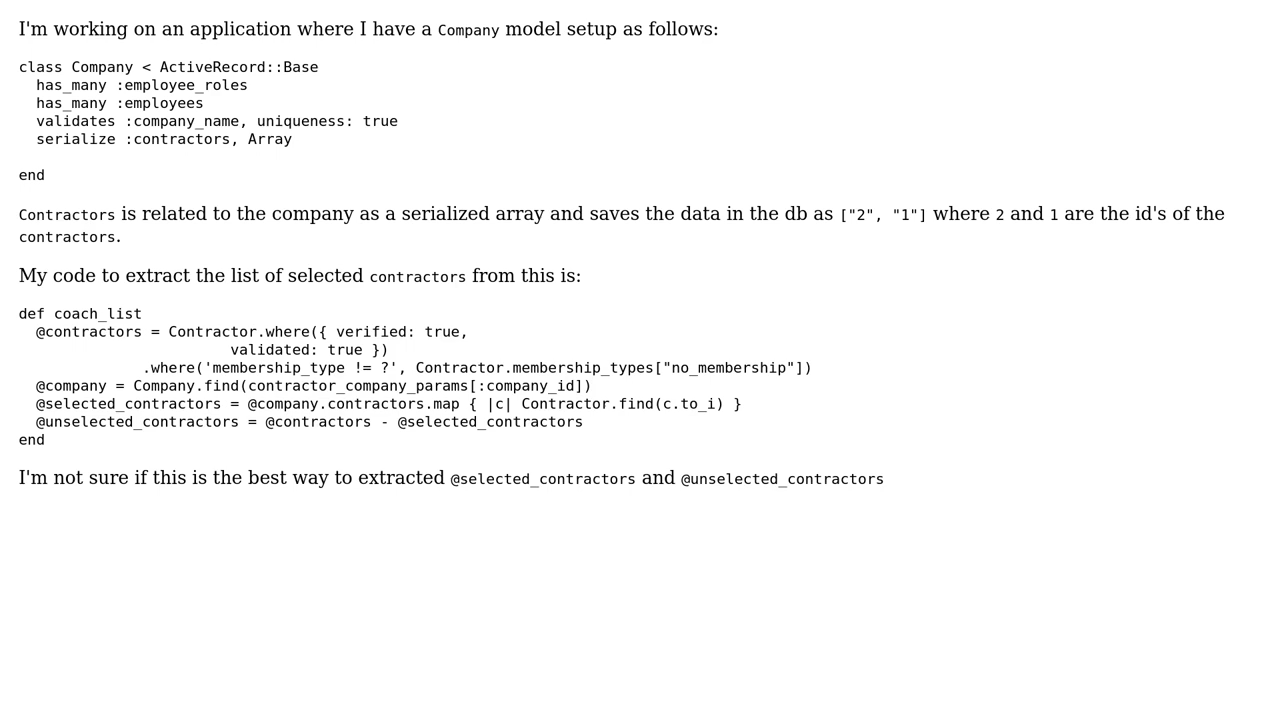 I'm working on an application where I have a Company model setup as follows:
class Company < ActiveRecord::Base
  has_many :employee_roles
  has_many :employees
  validates :company_name, uniqueness: true
  serialize :contractors, Array
end
Contractors is related to the company as a serialized array and saves the data in the db as ["2", "1"] where 2 and 1 are the id's of the
contractors.
My code to extract the list of selected contractors from this is:
def coach_list
  @contractors = Contractor.where({ verified: true,
                        validated: true })
              .where('membership_type != ?', Contractor.membership_types["no_membership"])
  @company = Company.find(contractor_company_params[:company_id])
  @selected_contractors = @company.contractors.map { |c| Contractor.find(c.to_i) }
  @unselected_contractors = @contractors - @selected_contractors
end
I'm not sure if this is the best way to extracted @selected_contractors and @unselected_contractors